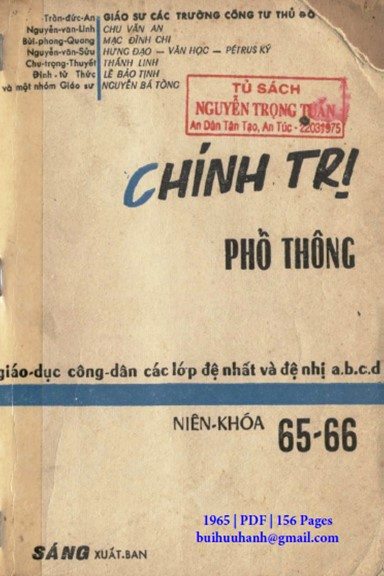 Trần-đức-An GIÁO SƯ CÁC TRƯỜNG CÔNG TƯ THỦ ĐÔ
Nguyễn-văn-Linh CHU VĂN AN
Bùi-phong-Quang MẠC ĐĨNH CHI
Nguyễn-văn-Sửu HƯNG ĐẠO — VĂN HỌC — PÉTRUS KÝ
Chu-trọng-Thuyết THÁNH LINH
Đinh-từ Thức LÊ BẢO TỊNH
và một nhóm Giáo sư NGUYỄN BÁ TÒNG
TỦ SÁCH
NGUYỄN TRỌNG TUẤN
An Dân Tân Tạo, An Túc - 22031975
CHÍNH TRỊ
PHỔ THÔNG
giáo-dục công-dân các lớp đệ nhất và đệ nhị a.b.c.d
NIÊN-KHÓA 65-66
1965 | PDF | 156 Pages
buihuuhanh@gmail.com
SÁNG XUẤT.BẢN